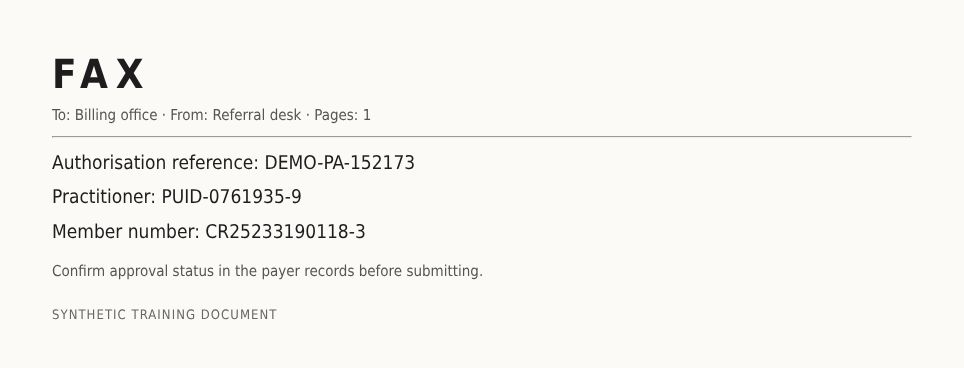 FAX
To: Billing office · From: Referral desk · Pages: 1
Authorisation reference: DEMO-PA-152173
Practitioner: PUID-0761935-9
Member number: CR25233190118-3
Confirm approval status in the payer records before submitting.
SYNTHETIC TRAINING DOCUMENT